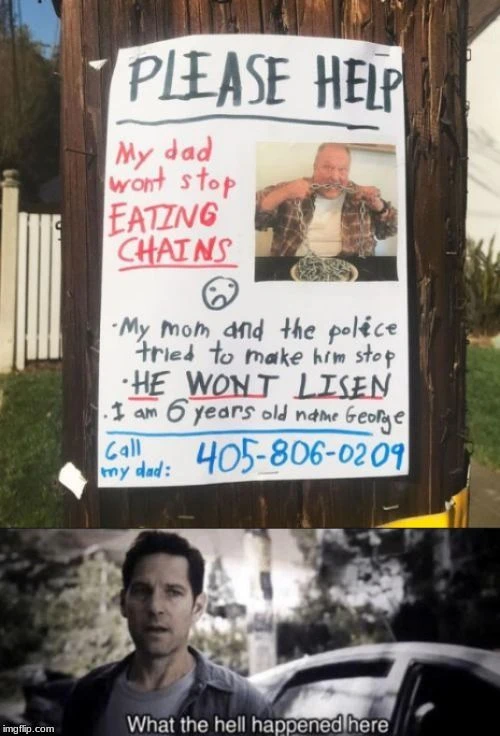 PLEASE HELP
My dad
wont stop
EATING
CHAINS
·My mom and the police
tried to make him stop
·HE WONT LISEN
·I am 6 years old name George
Call
my dad: 405-806-0209
What the hell happened here
imgflip.com